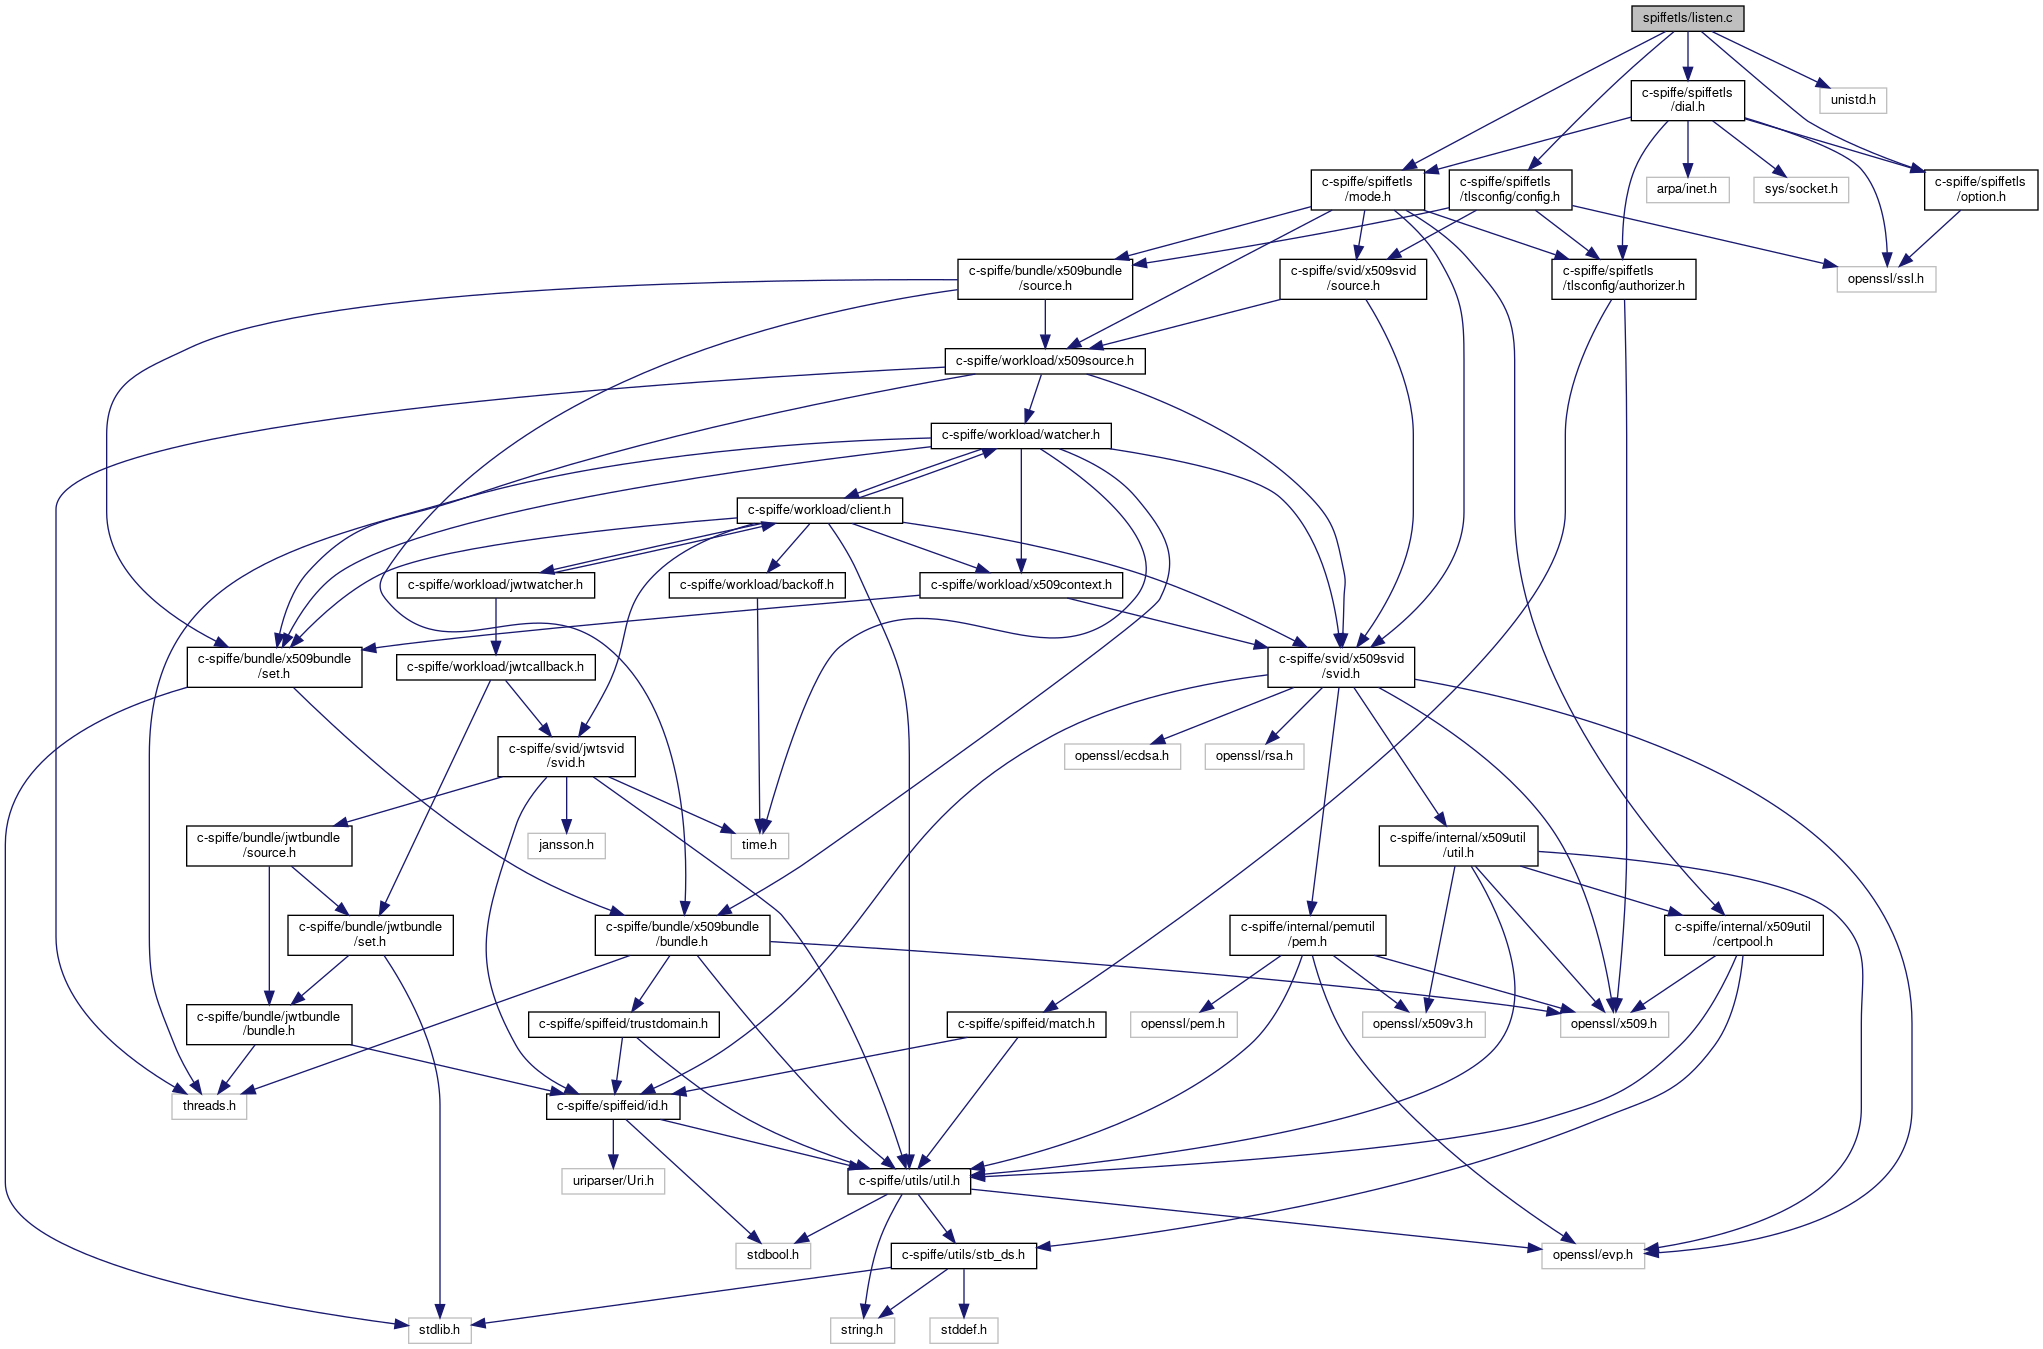 spiffetls/listen.c
c-spiffe/spiffetls
/dial.h
unistd.h
c-spiffe/spiffetls
/mode.h
c-spiffe/spiffetls
/tlsconfig/config.h
arpa/inet.h
sys/socket.h
c-spiffe/spiffetls
/option.h
c-spiffe/bundle/x509bundle
/source.h
c-spiffe/svid/x509svid
/source.h
c-spiffe/spiffetls
/tlsconfig/authorizer.h
openssl/ssl.h
c-spiffe/workload/x509source.h
c-spiffe/workload/watcher.h
c-spiffe/workload/client.h
c-spiffe/workload/jwtwatcher.h
c-spiffe/workload/backoff.h
c-spiffe/workload/x509context.h
c-spiffe/bundle/x509bundle
/set.h
c-spiffe/workload/jwtcallback.h
c-spiffe/svid/x509svid
/svid.h
c-spiffe/svid/jwtsvid
/svid.h
openssl/ecdsa.h
openssl/rsa.h
c-spiffe/bundle/jwtbundle
/source.h
jansson.h
time.h
c-spiffe/internal/x509util
/util.h
c-spiffe/bundle/jwtbundle
/set.h
c-spiffe/bundle/x509bundle
/bundle.h
c-spiffe/internal/pemutil
/pem.h
c-spiffe/internal/x509util
/certpool.h
c-spiffe/bundle/jwtbundle
/bundle.h
c-spiffe/spiffeid/trustdomain.h
c-spiffe/spiffeid/match.h
openssl/pem.h
openssl/x509v3.h
openssl/x509.h
threads.h
c-spiffe/spiffeid/id.h
uriparser/Uri.h
c-spiffe/utils/util.h
stdbool.h
c-spiffe/utils/stb_ds.h
openssl/evp.h
stdlib.h
string.h
stddef.h